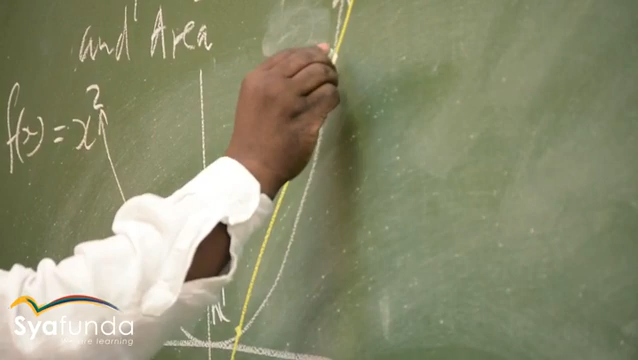 and Area
f(x) = x²
Syafunda